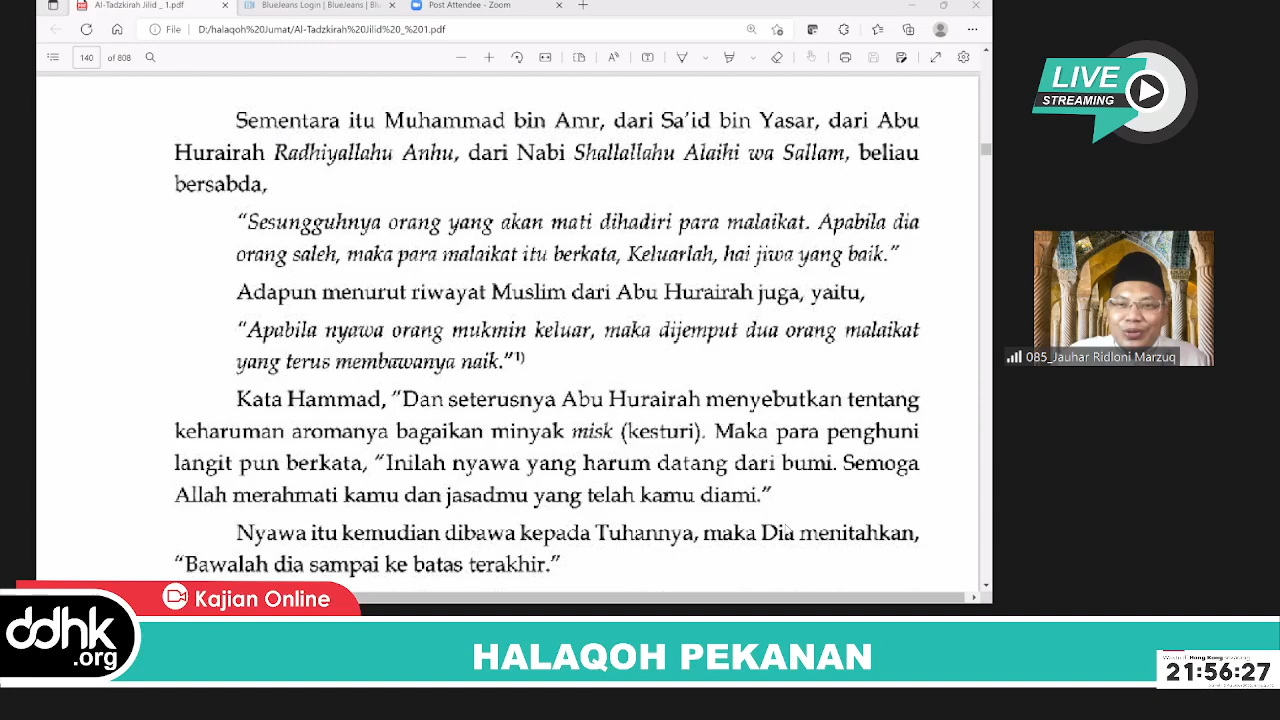 Al-Tadzkirah Jilid _ 1.pdf
BlueJeans Login | BlueJeans | Blu
Post Attendee - Zoom
File
D:/halaqoh%20Jumat/Al-Tadzkirah%20Jilid%20_%201.pdf
140 of 808
Sementara itu Muhammad bin Amr, dari Sa’id bin Yasar, dari Abu
Hurairah Radhiyallahu Anhu, dari Nabi Shallallahu Alaihi wa Sallam, beliau
bersabda,
“Sesungguhnya orang yang akan mati dihadiri para malaikat. Apabila dia
orang saleh, maka para malaikat itu berkata, Keluarlah, hai jiwa yang baik.”
Adapun menurut riwayat Muslim dari Abu Hurairah juga, yaitu,
“Apabila nyawa orang mukmin keluar, maka dijemput dua orang malaikat
yang terus membawanya naik.”1)
Kata Hammad, “Dan seterusnya Abu Hurairah menyebutkan tentang
keharuman aromanya bagaikan minyak misk (kesturi). Maka para penghuni
langit pun berkata, “Inilah nyawa yang harum datang dari bumi. Semoga
Allah merahmati kamu dan jasadmu yang telah kamu diami.”
Nyawa itu kemudian dibawa kepada Tuhannya, maka Dia menitahkan,
“Bawalah dia sampai ke batas terakhir.”
LIVE
STREAMING
085_Jauhar Ridloni Marzuq
Kajian Online
ddhk
.org
HALAQOH PEKANAN
Hong Kong
21:56:27